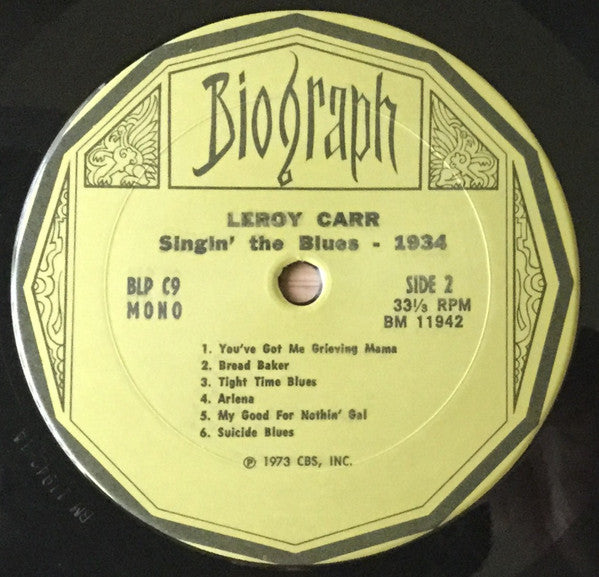 Biograph
LEROY CARR
Singin' the Blues - 1934
BLP C9
MONO
SIDE 2
33⅓ RPM
BM 11942
1. You've Got Me Grieving Mama
2. Bread Baker
3. Tight Time Blues
4. Arlena
5. My Good For Nothin' Gal
6. Suicide Blues
℗ 1973 CBS, INC.